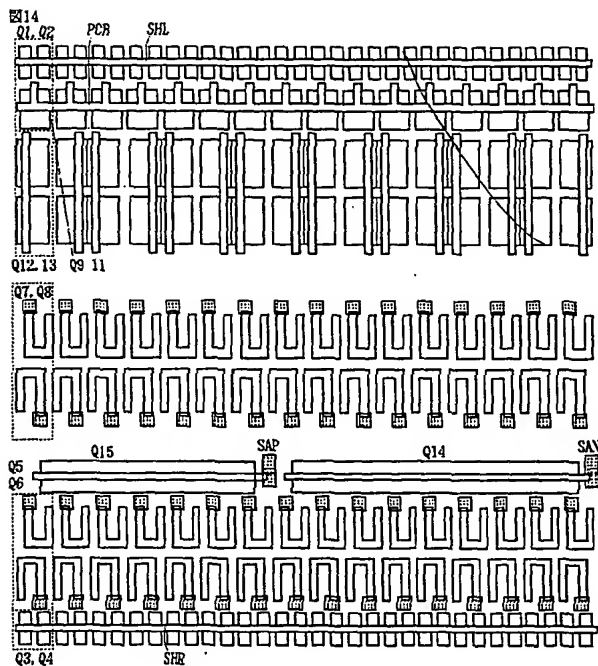 図14
Q1, Q2 PCR SHL
Q12. 13 Q9 11
Q7, Q8
Q15 SAP Q14 SAN
Q5
Q6
Q3, Q4 SHR